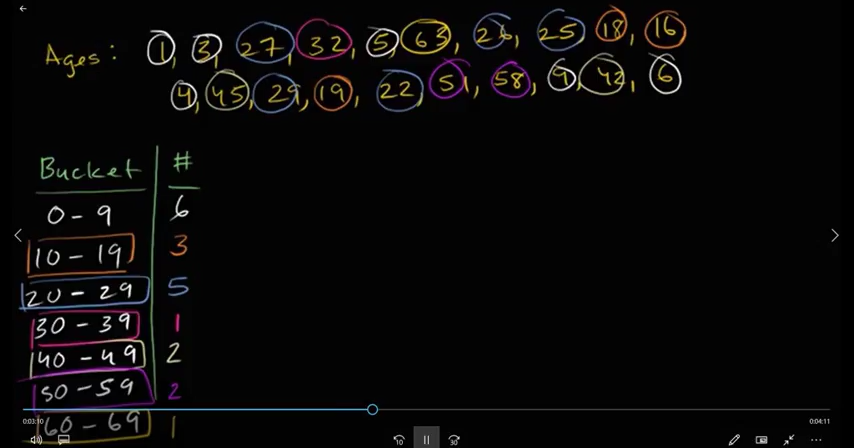 Ages: 1, 3, 27, 32, 5, 63, 26, 25, 18, 16
4, 45, 29, 19, 22, 51, 58, 9, 42, 6
Bucket #
0 - 9 6
10 - 19 3
20 - 29 5
30 - 39 1
40 - 49 2
50 - 59 2
60 - 69 1
0:03:10 0:04:11
10 30